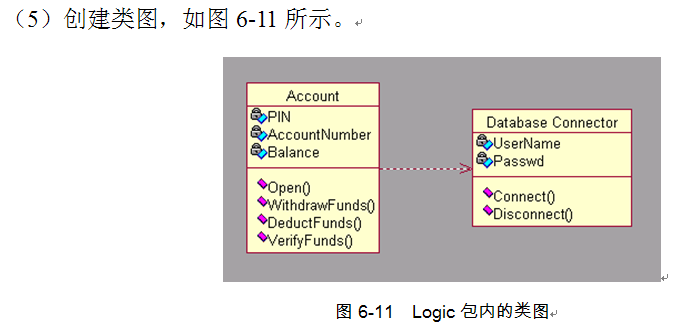 （5）创建类图，如图 6-11 所示。
Account
PIN
AccountNumber
Balance
Open()
WithdrawFunds()
DeductFunds()
VerifyFunds()
Database Connector
UserName
Passwd
Connect()
Disconnect()
图 6-11 Logic 包内的类图